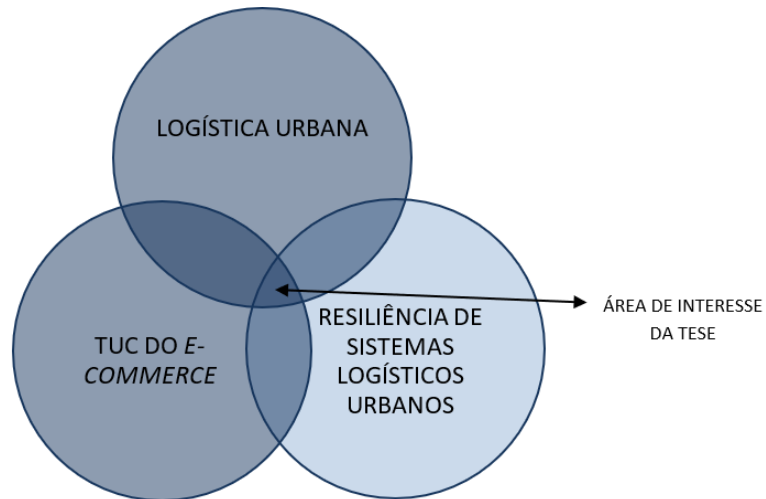 LOGÍSTICA URBANA
TUC DO E-
COMMERCE
RESILIÊNCIA DE
SISTEMAS
LOGÍSTICOS
URBANOS
ÁREA DE INTERESSE
DA TESE